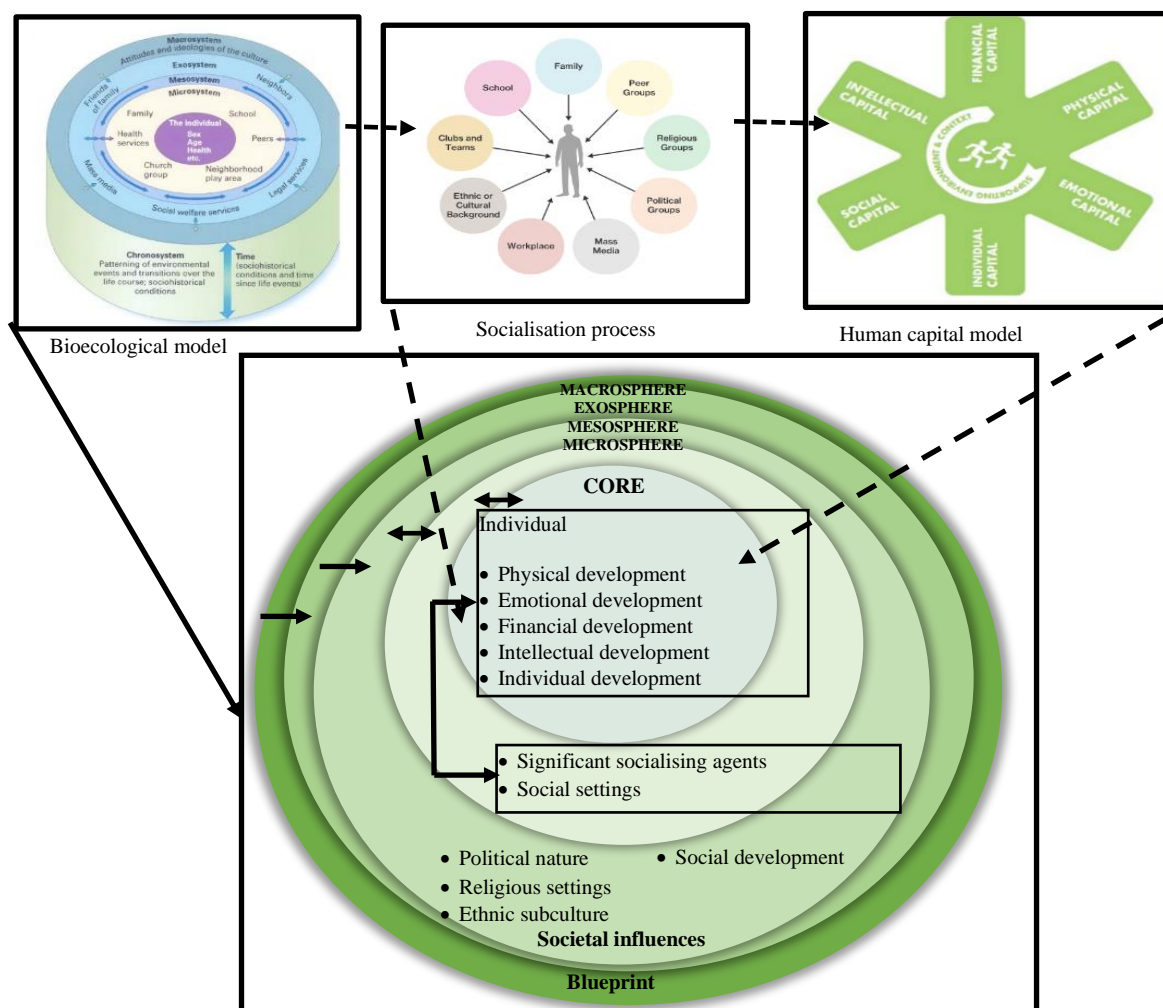 Macrosystem
Attitudes and ideologies of the culture
Exosystem
Mesosystem
Microsystem
Friends
of family
Neighbors
Family
School
The individual
Sex
Age
Health
etc.
Health
services
Peers
Church
group
Neighborhood
play area
Mass media
Legal services
Social welfare services
Chronosystem
Patterning of environmental
events and transitions over the
life course; sociohistorical
conditions
Time
(sociohistorical
conditions and time
since life events)
Family
School
Peer
Groups
Clubs and
Teams
Religious
Groups
Ethnic or
Cultural
Background
Political
Groups
Workplace
Mass
Media
FINANCIAL
CAPITAL
INTELLECTUAL
CAPITAL
PHYSICAL
CAPITAL
SUPPORTING ENVIRONMENT & CONTEXT
SOCIAL
CAPITAL
EMOTIONAL
CAPITAL
INDIVIDUAL
CAPITAL
Bioecological model
Socialisation process
Human capital model
MACROSPHERE
EXOSPHERE
MESOSPHERE
MICROSPHERE
CORE
Individual
• Physical development
• Emotional development
• Financial development
• Intellectual development
• Individual development
• Significant socialising agents
• Social settings
• Political nature
• Social development
• Religious settings
• Ethnic subculture
Societal influences
Blueprint